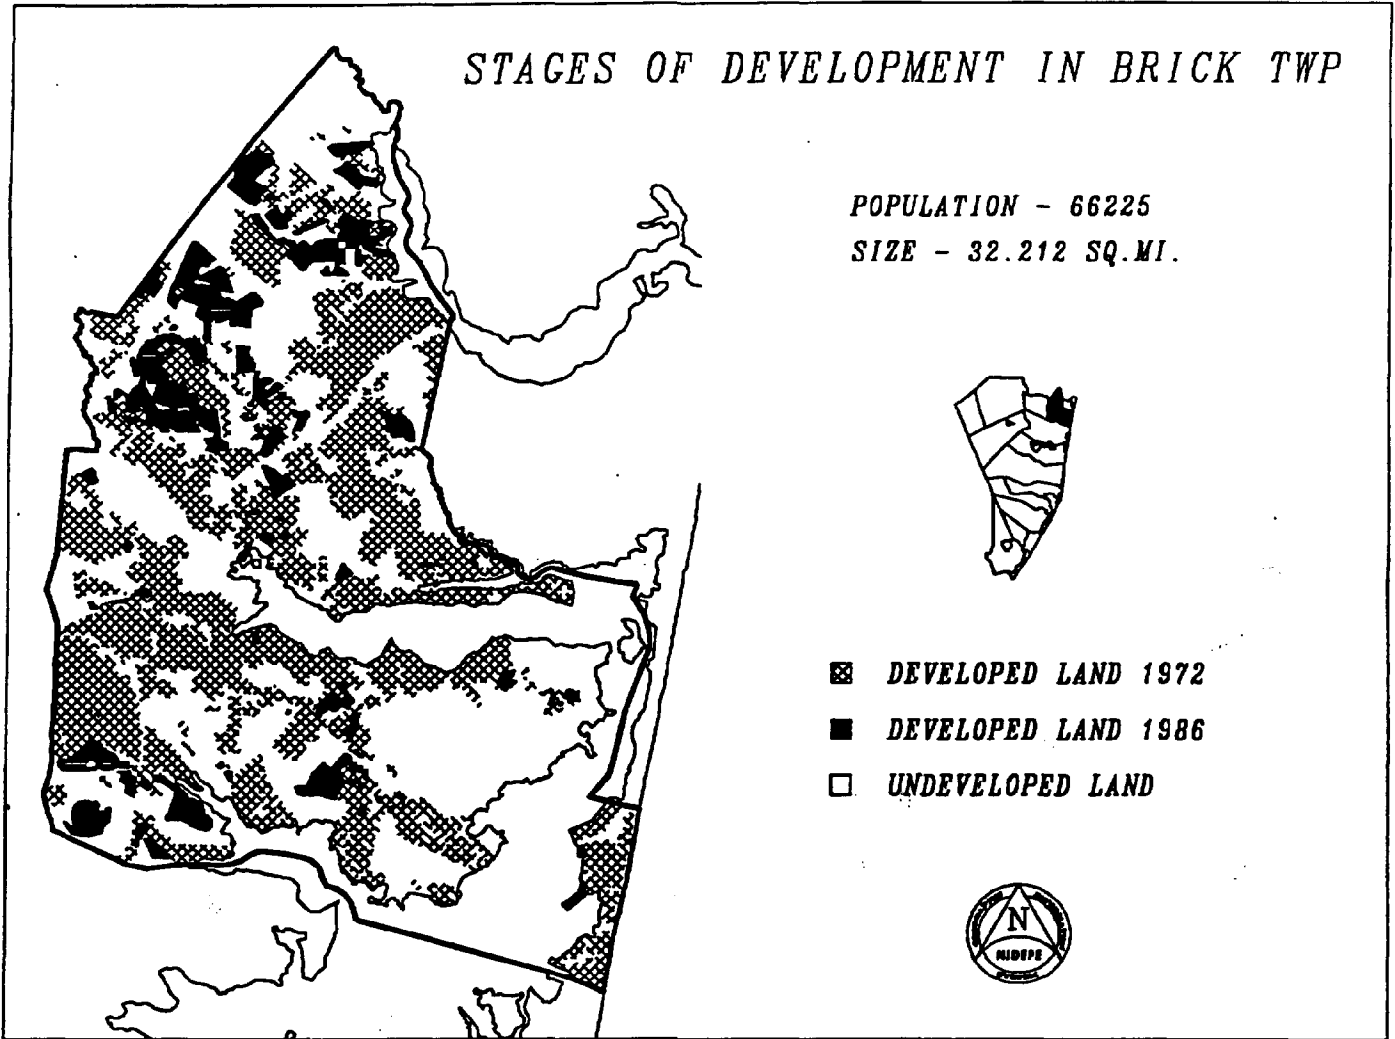 STAGES OF DEVELOPMENT IN BRICK TWP
POPULATION - 66225
SIZE - 32.212 SQ.MI.
DEVELOPED LAND 1972
DEVELOPED LAND 1986
UNDEVELOPED LAND
N